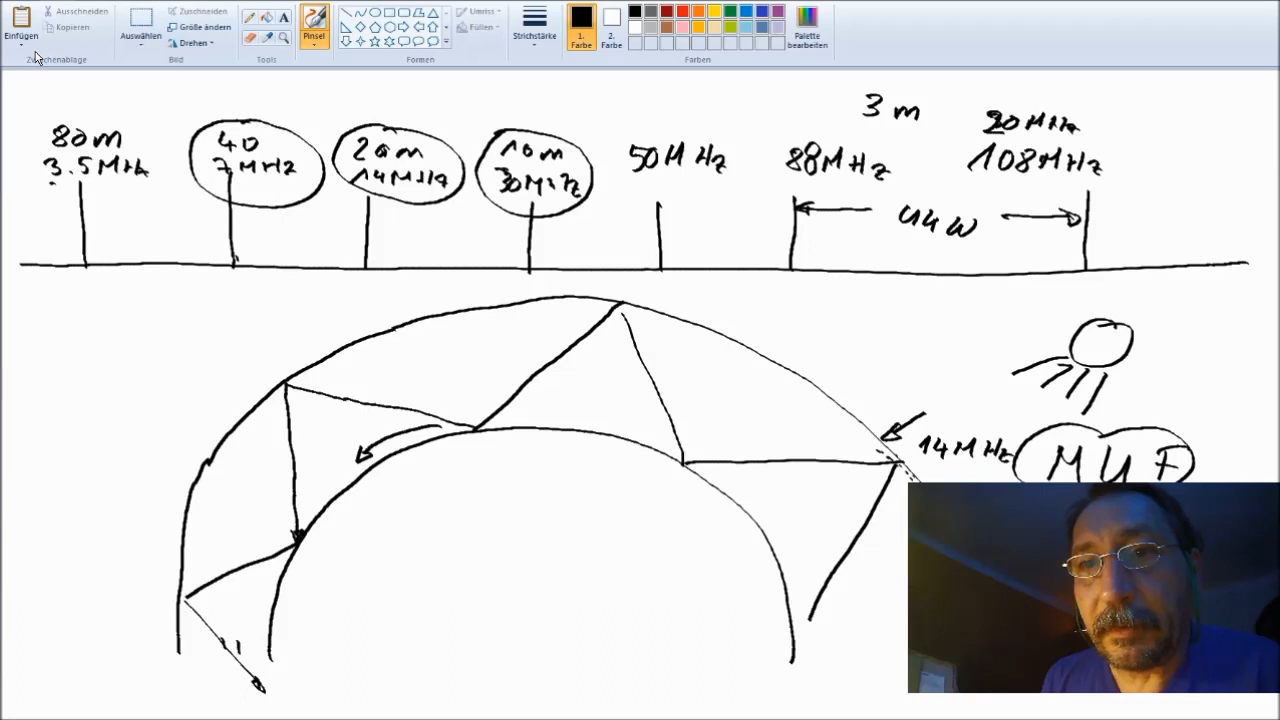 Einfügen
Ausschneiden
Kopieren
Zwischenablage
Auswählen
Zuschneiden
Größe ändern
Drehen
Bild
Tools
Pinsel
Umriss
Füllen
Formen
Strichstärke
1.
Farbe
2.
Farbe
Palette
bearbeiten
Farben
80m
3.5MHz
40
7MHz
20m
14MHz
10m
30MHz
50MHz
3m
88MHz
20MHz
108MHz
UKW
14MHz
MUF